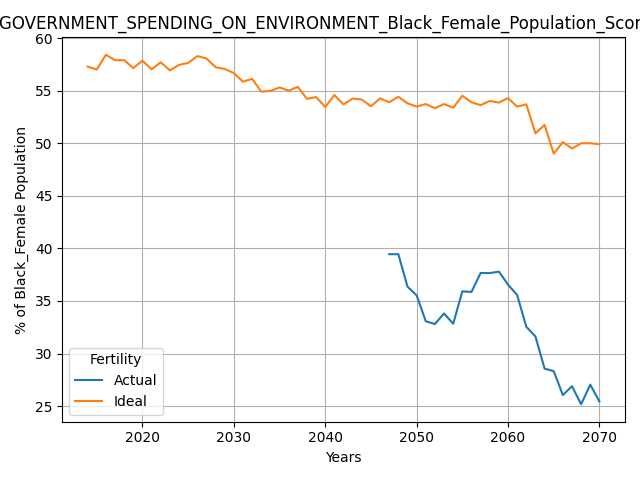 GOVERNMENT_SPENDING_ON_ENVIRONMENT_Black_Female_Population_Scor
60
55
50
45
40
35
30
25
% of Black_Female Population
Fertility
Actual
Ideal
2020 2030 2040 2050 2060 2070
Years